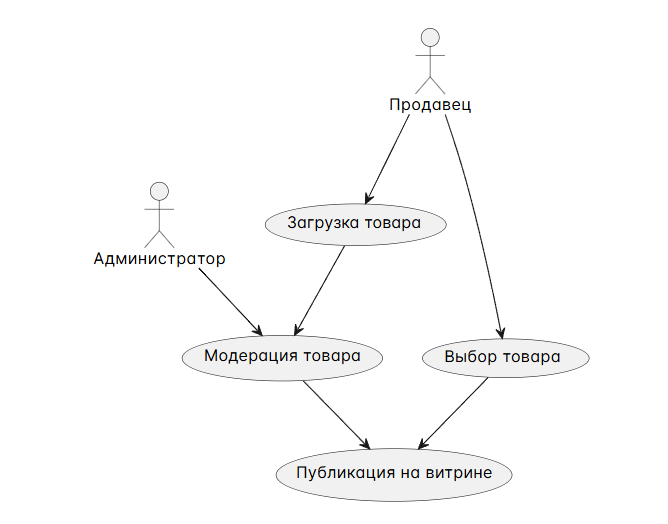 Продавец
Загрузка товара
Администратор
Модерация товара
Выбор товара
Публикация на витрине